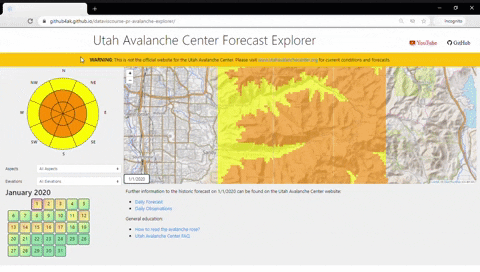 github4ak.github.io/datavizcourse-pr-avalanche-explorer/
Incognito
Utah Avalanche Center Forecast Explorer
YouTube
GitHub
WARNING: This is not the official website for the Utah Avalanche Center. Please visit for current conditions and forecasts.
N
NW
NE
W
E
SW
SE
S
+
−
1/1/2020
Aspects
All Aspects
Elevations
All Elevations
January 2020
1 2 3 4 5
6 7 8 9 10 11 12
13 14 15 16 17 18 19
20 21 22 23 24 25 26
27 28 29 30 31
Further information to the historic forecast on 1/1/2020 can be found on the Utah Avalanche Center website:
• Daily Forecast
• Daily Observations
General education:
• How to read the avalanche rose?
• Utah Avalanche Center FAQ